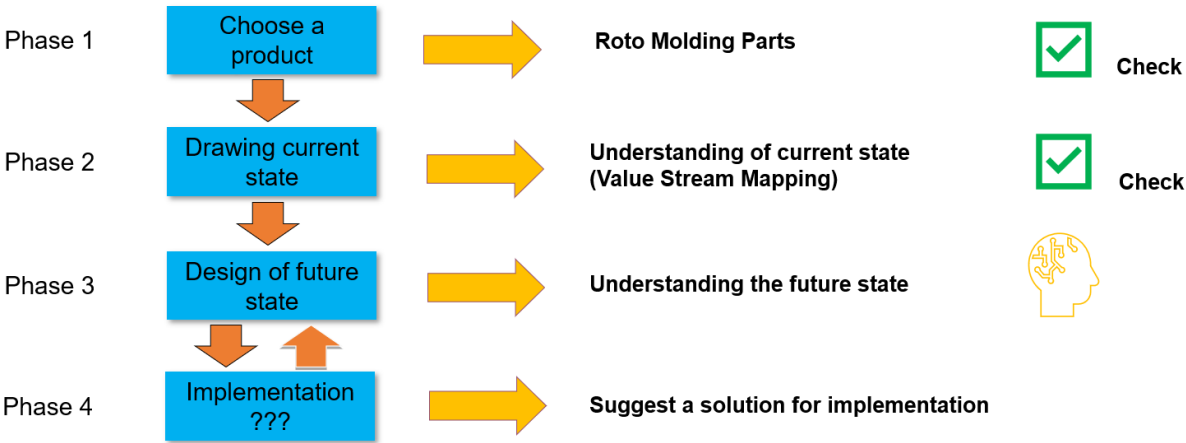 Phase 1
Choose a
product
Roto Molding Parts
Check
Phase 2
Drawing current
state
Understanding of current state
(Value Stream Mapping)
Check
Phase 3
Design of future
state
Understanding the future state
Phase 4
Implementation
???
Suggest a solution for implementation